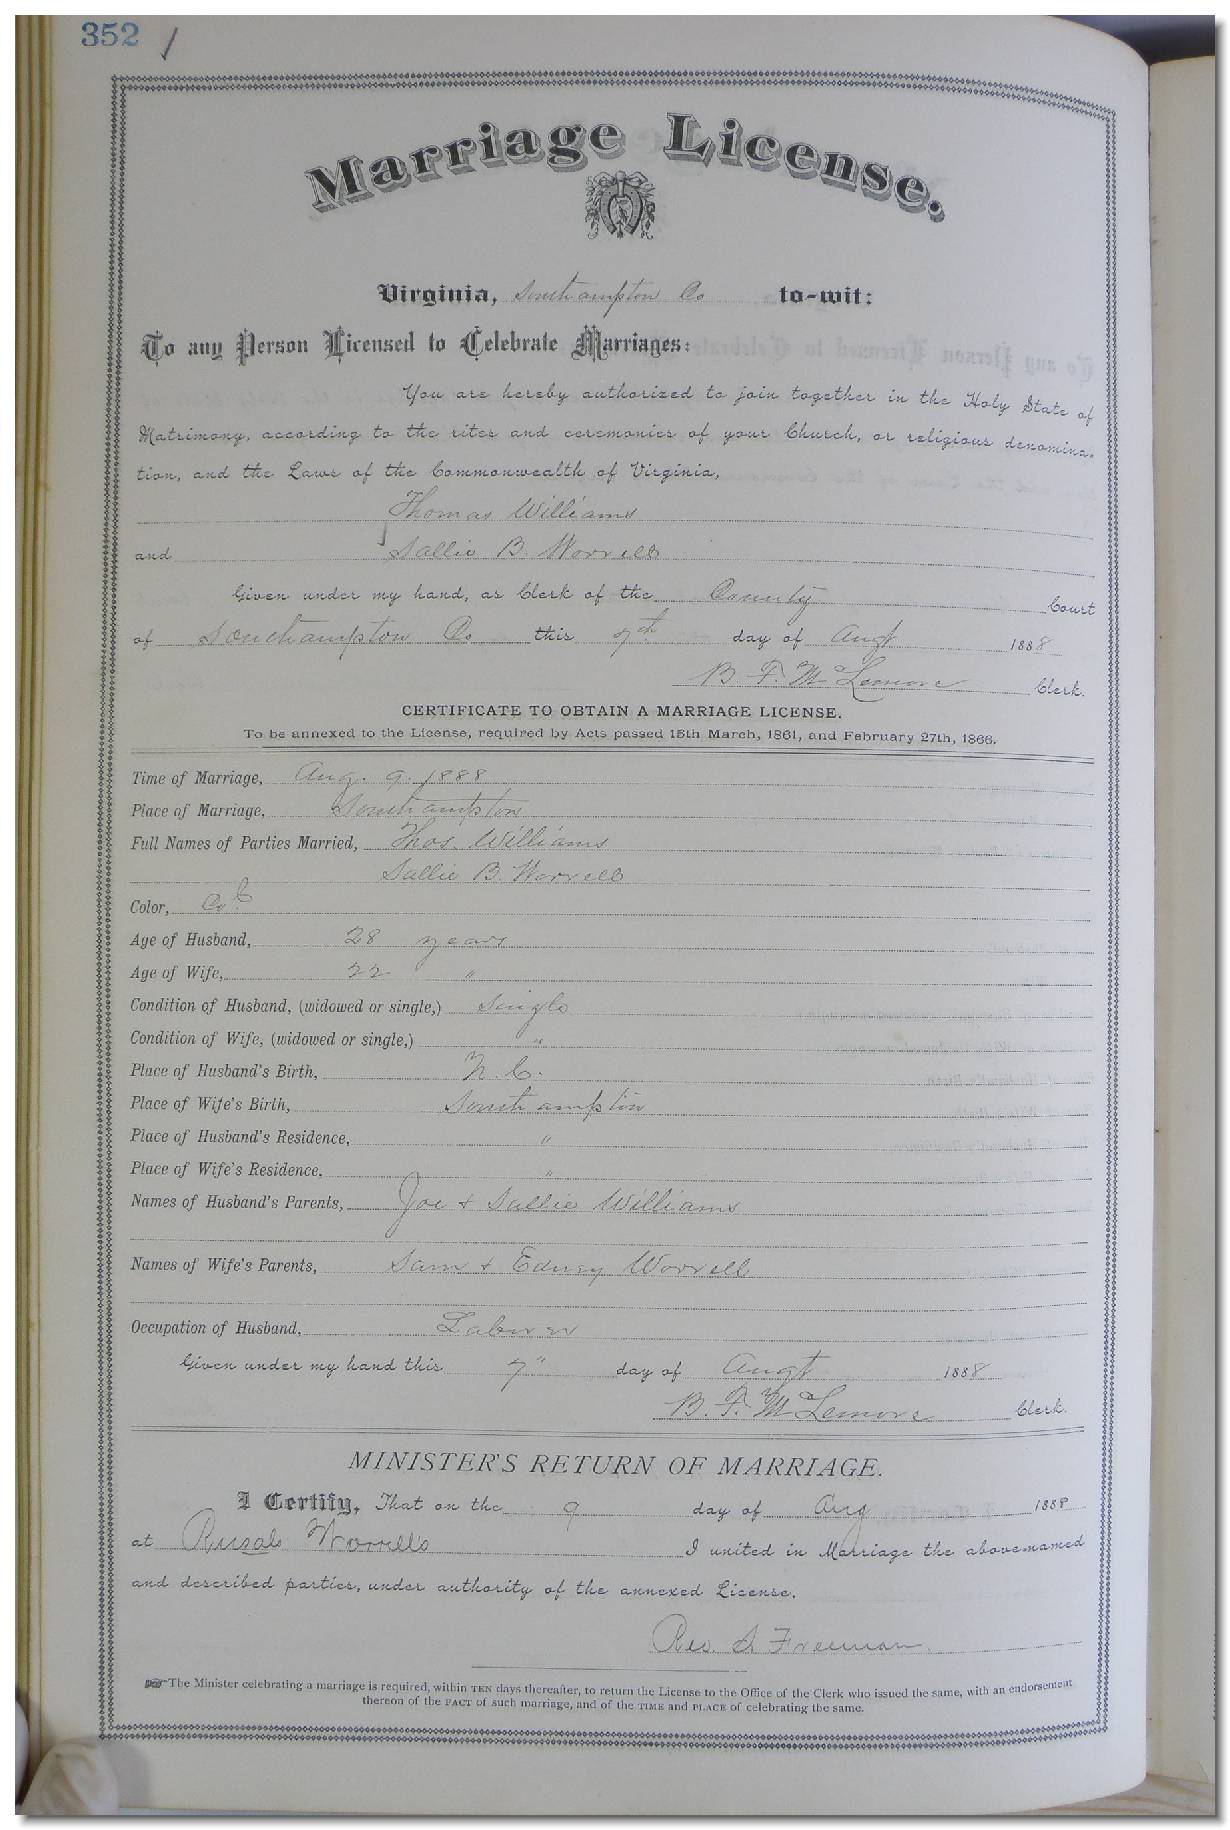 352
Marriage License.
Virginia, Southampton Co to-wit:
To any Person Licensed to Celebrate Marriages:
You are hereby authorized to join together in the Holy State of
Matrimony, according to the rites and ceremonies of your Church, or religious denomina-
tion, and the Laws of the Commonwealth of Virginia,
Thomas Williams
and Sallie B. Worrell
Given under my hand, as Clerk of the County Court
of Southampton Co this 7th day of Augt 1888
B. F. McLemore Clerk.
CERTIFICATE TO OBTAIN A MARRIAGE LICENSE.
To be annexed to the License, required by Acts passed 15th March, 1861, and February 27th, 1866.
Time of Marriage, Aug. 9. 1888
Place of Marriage, Southampton
Full Names of Parties Married, Thos. Williams
Sallie B. Worrell
Color, Cold
Age of Husband, 28 years
Age of Wife, 22 "
Condition of Husband, (widowed or single,) Single
Condition of Wife, (widowed or single,) "
Place of Husband's Birth, N. C.
Place of Wife's Birth, Southampton
Place of Husband's Residence, "
Place of Wife's Residence. "
Names of Husband's Parents, Joe + Sallie Williams
Names of Wife's Parents, Sam + Edney Worrell
Occupation of Husband, Laborer
Given under my hand this 7" day of Augt 1888
B. F. McLemore Clerk.
MINISTER'S RETURN OF MARRIAGE.
I Certify, That on the 9 day of Aug 1888
at Worrell's I united in Marriage the above-named
and described parties, under authority of the annexed License.
Rev. Freeman.
The Minister celebrating a marriage is required, within TEN days thereafter, to return the License to the Office of the Clerk who issued the same, with an endorsement
thereon of the FACT of such marriage, and of the TIME and PLACE of celebrating the same.